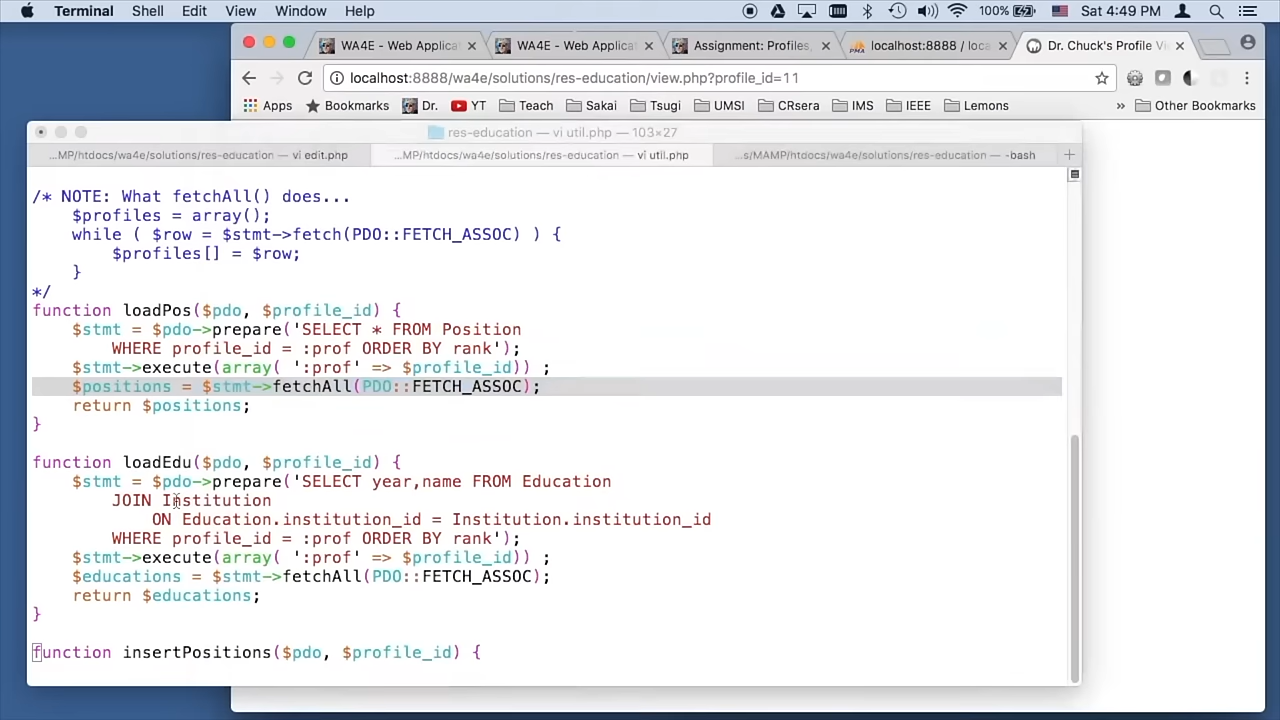 Terminal Shell Edit View Window Help 100% Sat 4:49 PM
WA4E - Web Applicat × WA4E - Web Applicat × Assignment: Profiles, × localhost:8888 / loca × Dr. Chuck's Profile Vi ×
localhost:8888/wa4e/solutions/res-education/view.php?profile_id=11
Apps Bookmarks Dr. YT Teach Sakai Tsugi UMSI CRsera IMS IEEE Lemons » Other Bookmarks
res-education — vi util.php — 103×27
...MP/htdocs/wa4e/solutions/res-education — vi edit.php ...MP/htdocs/wa4e/solutions/res-education — vi util.php ...s/MAMP/htdocs/wa4e/solutions/res-education — -bash +
/* NOTE: What fetchAll() does...
$profiles = array();
while ( $row = $stmt->fetch(PDO::FETCH_ASSOC) ) {
$profiles[] = $row;
}
*/
function loadPos($pdo, $profile_id) {
$stmt = $pdo->prepare('SELECT * FROM Position
WHERE profile_id = :prof ORDER BY rank');
$stmt->execute(array( ':prof' => $profile_id)) ;
$positions = $stmt->fetchAll(PDO::FETCH_ASSOC);
return $positions;
}
function loadEdu($pdo, $profile_id) {
$stmt = $pdo->prepare('SELECT year,name FROM Education
JOIN Institution
ON Education.institution_id = Institution.institution_id
WHERE profile_id = :prof ORDER BY rank');
$stmt->execute(array( ':prof' => $profile_id)) ;
$educations = $stmt->fetchAll(PDO::FETCH_ASSOC);
return $educations;
}
function insertPositions($pdo, $profile_id) {